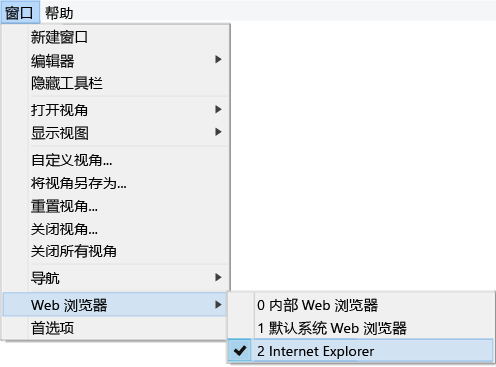 窗口 帮助
新建窗口
编辑器
隐藏工具栏
打开视角
显示视图
自定义视角...
将视角另存为...
重置视角...
关闭视角...
关闭所有视角
导航
Web 浏览器
首选项
0 内部 Web 浏览器
1 默认系统 Web 浏览器
2 Internet Explorer